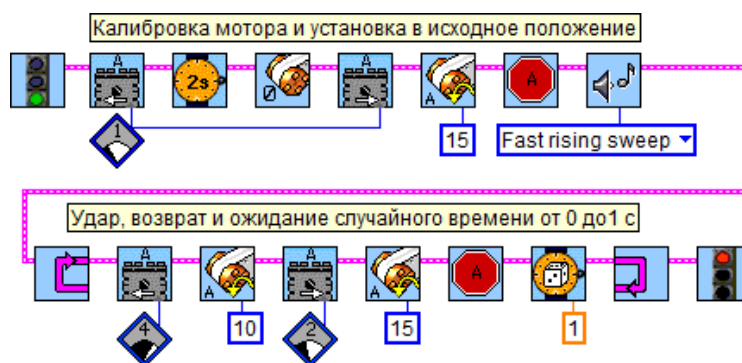 Калибровка мотора и установка в исходное положение
A 2s 0 A A A
1 15 Fast rising sweep
Удар, возврат и ожидание случайного времени от 0 до1 с
A A A A A
4 10 2 15 1